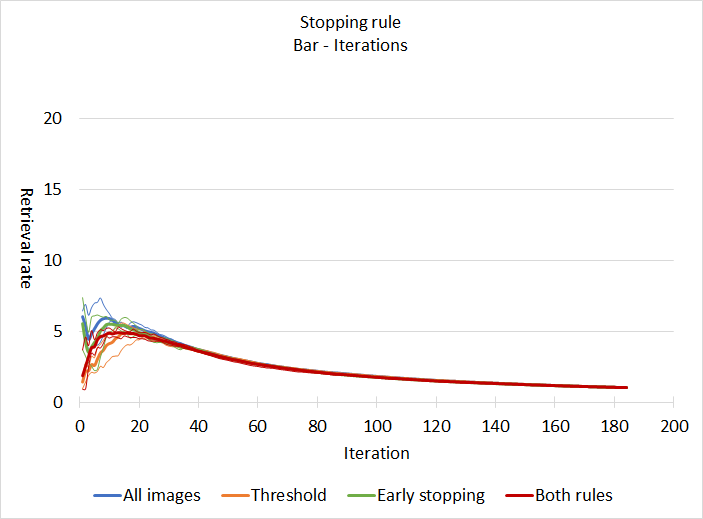 Stopping rule
Bar - Iterations
20
15
10
5
0
Retrieval rate
0 20 40 60 80 100 120 140 160 180 200
Iteration
All images Threshold Early stopping Both rules